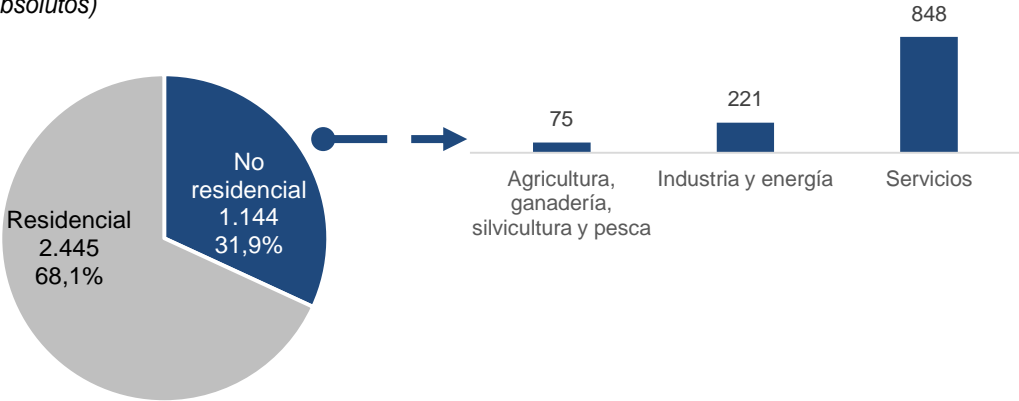 bsolutos)
848
221
75
Agricultura,
ganadería,
silvicultura y pesca
Industria y energía
Servicios
No
residencial
1.144
31,9%
Residencial
2.445
68,1%